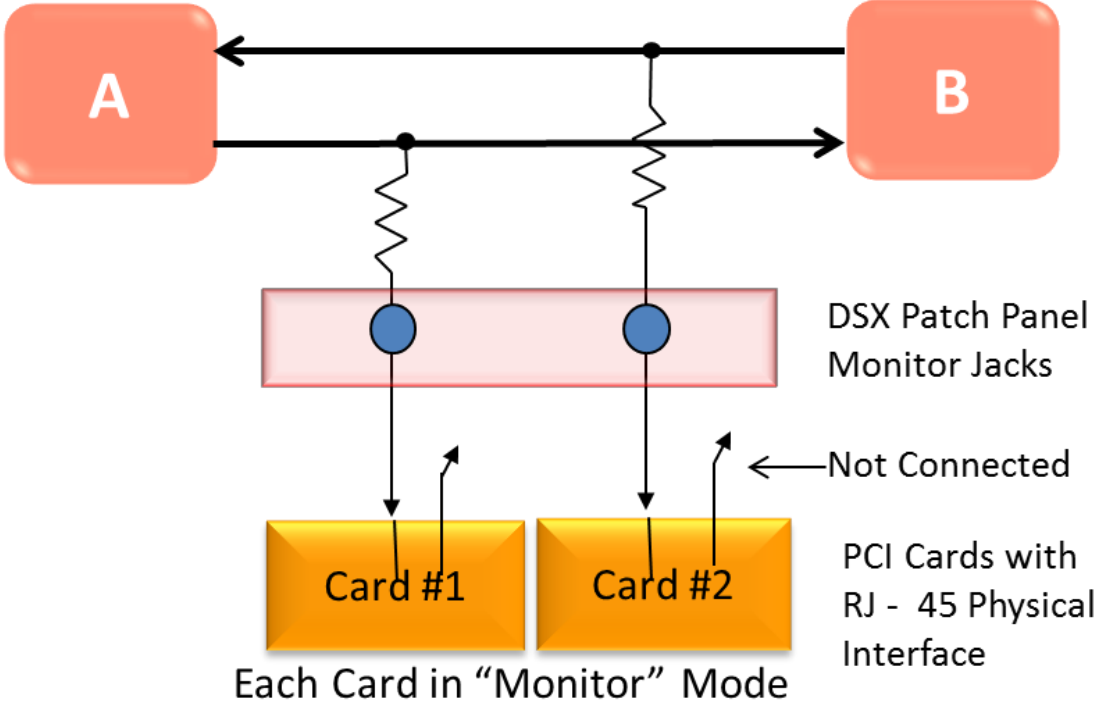 A
B
DSX Patch Panel
Monitor Jacks
Not Connected
Card #1
Card #2
PCI Cards with
RJ - 45 Physical
Interface
Each Card in “Monitor” Mode